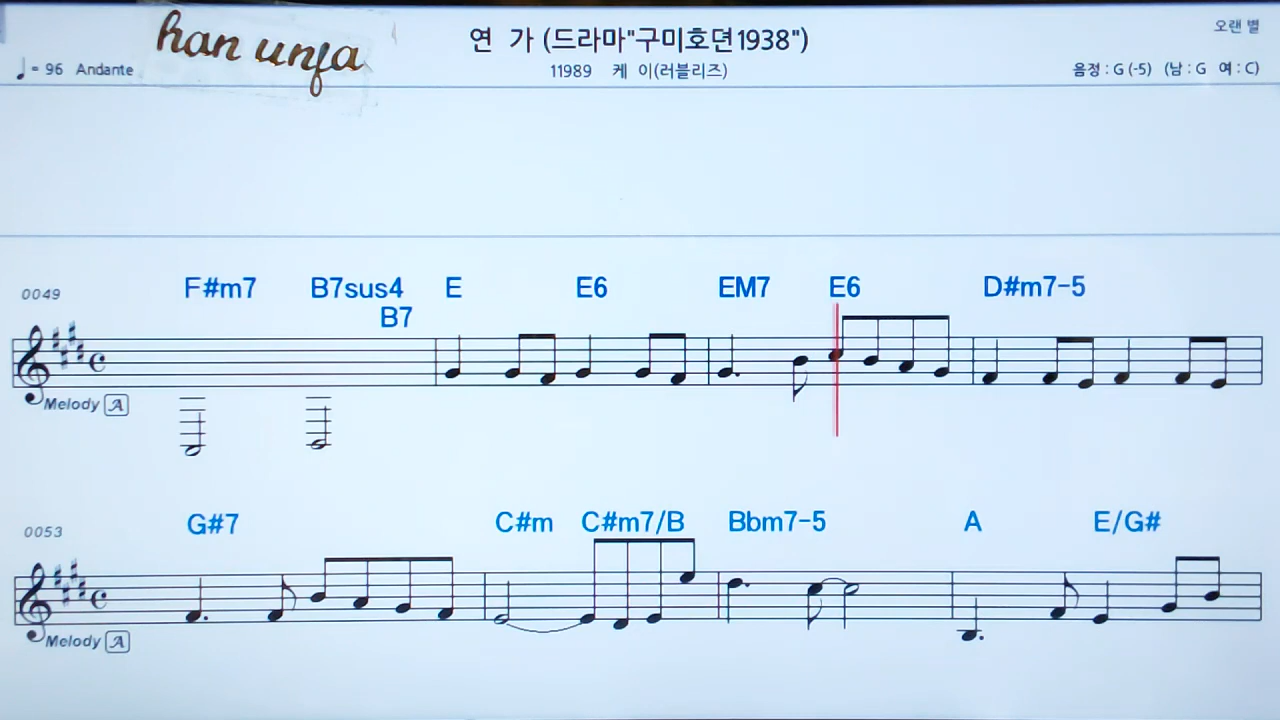 han unfa
연 가 (드라마"구미호뎐1938")
오랜 별
♩= 96 Andante
11989 케 이(러블리즈)
음정 : G (-5) (남 : G 여 : C)
0049
F#m7 B7sus4 E E6 EM7 E6 D#m7-5
B7
Melody A
0053
G#7 C#m C#m7/B Bbm7-5 A E/G#
Melody A